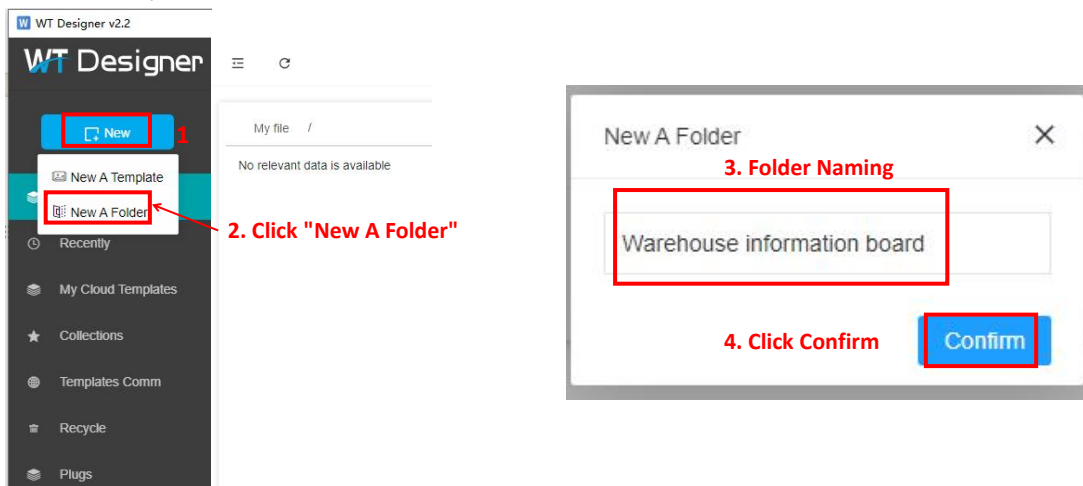 WT Designer v2.2
WT Designer
New
1
My file /
No relevant data is available
New A Template
New A Folder
2. Click "New A Folder"
Recently
My Cloud Templates
Collections
Templates Comm
Recycle
Plugs
New A Folder
3. Folder Naming
Warehouse information board
4. Click Confirm
Confirm